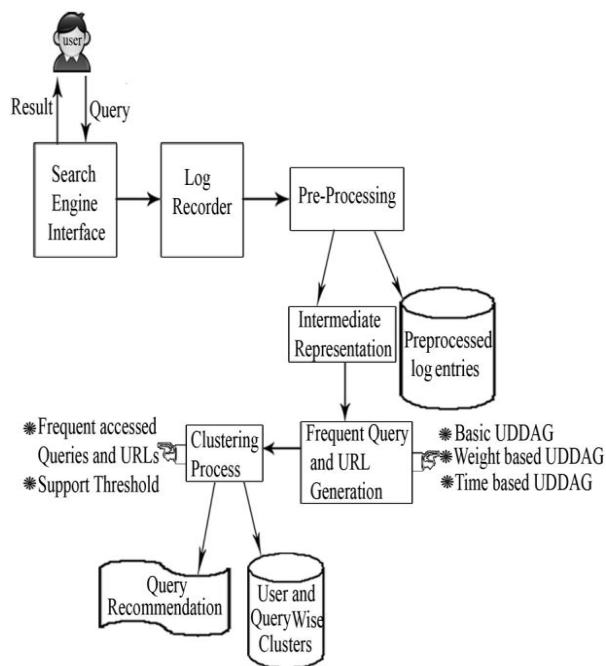 user
Result
Query
Search
Engine
Interface
Log
Recorder
Pre-Processing
Intermediate
Representation
Preprocessed
log entries
❋Frequent accessed
Queries and URLs
❋Support Threshold
Clustering
Process
Frequent Query
and URL
Generation
❋Basic UDDAG
❋Weight based UDDAG
❋Time based UDDAG
Query
Recommendation
User and
QueryWise
Clusters